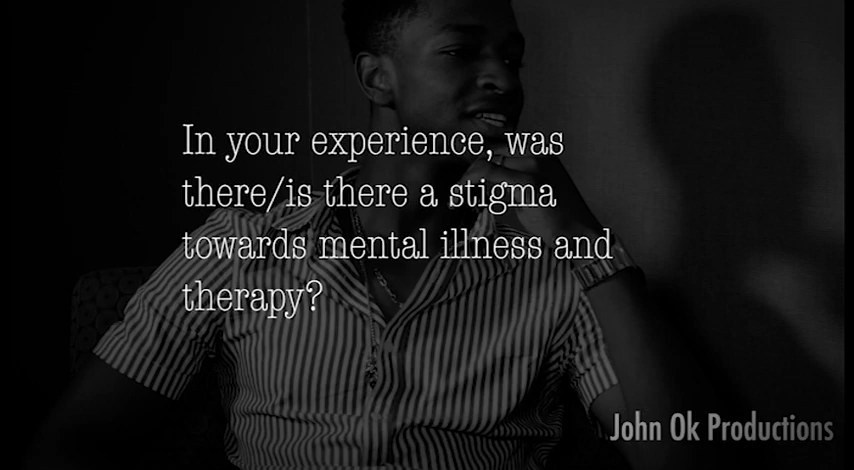 In your experience, was
there/is there a stigma
towards mental illness and
therapy?
John Ok Productions